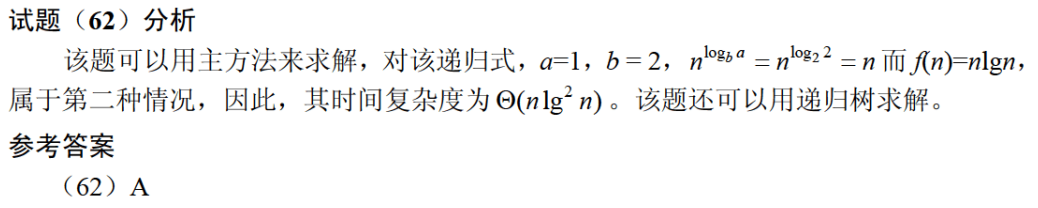 试题（62）分析
该题可以用主方法来求解，对该递归式，a=1，b = 2，n^{log_b a} = n^{log_2 2} = n 而 f(n)=nlgn，
属于第二种情况，因此，其时间复杂度为 Θ(n lg² n) 。该题还可以用递归树求解。
参考答案
（62）A